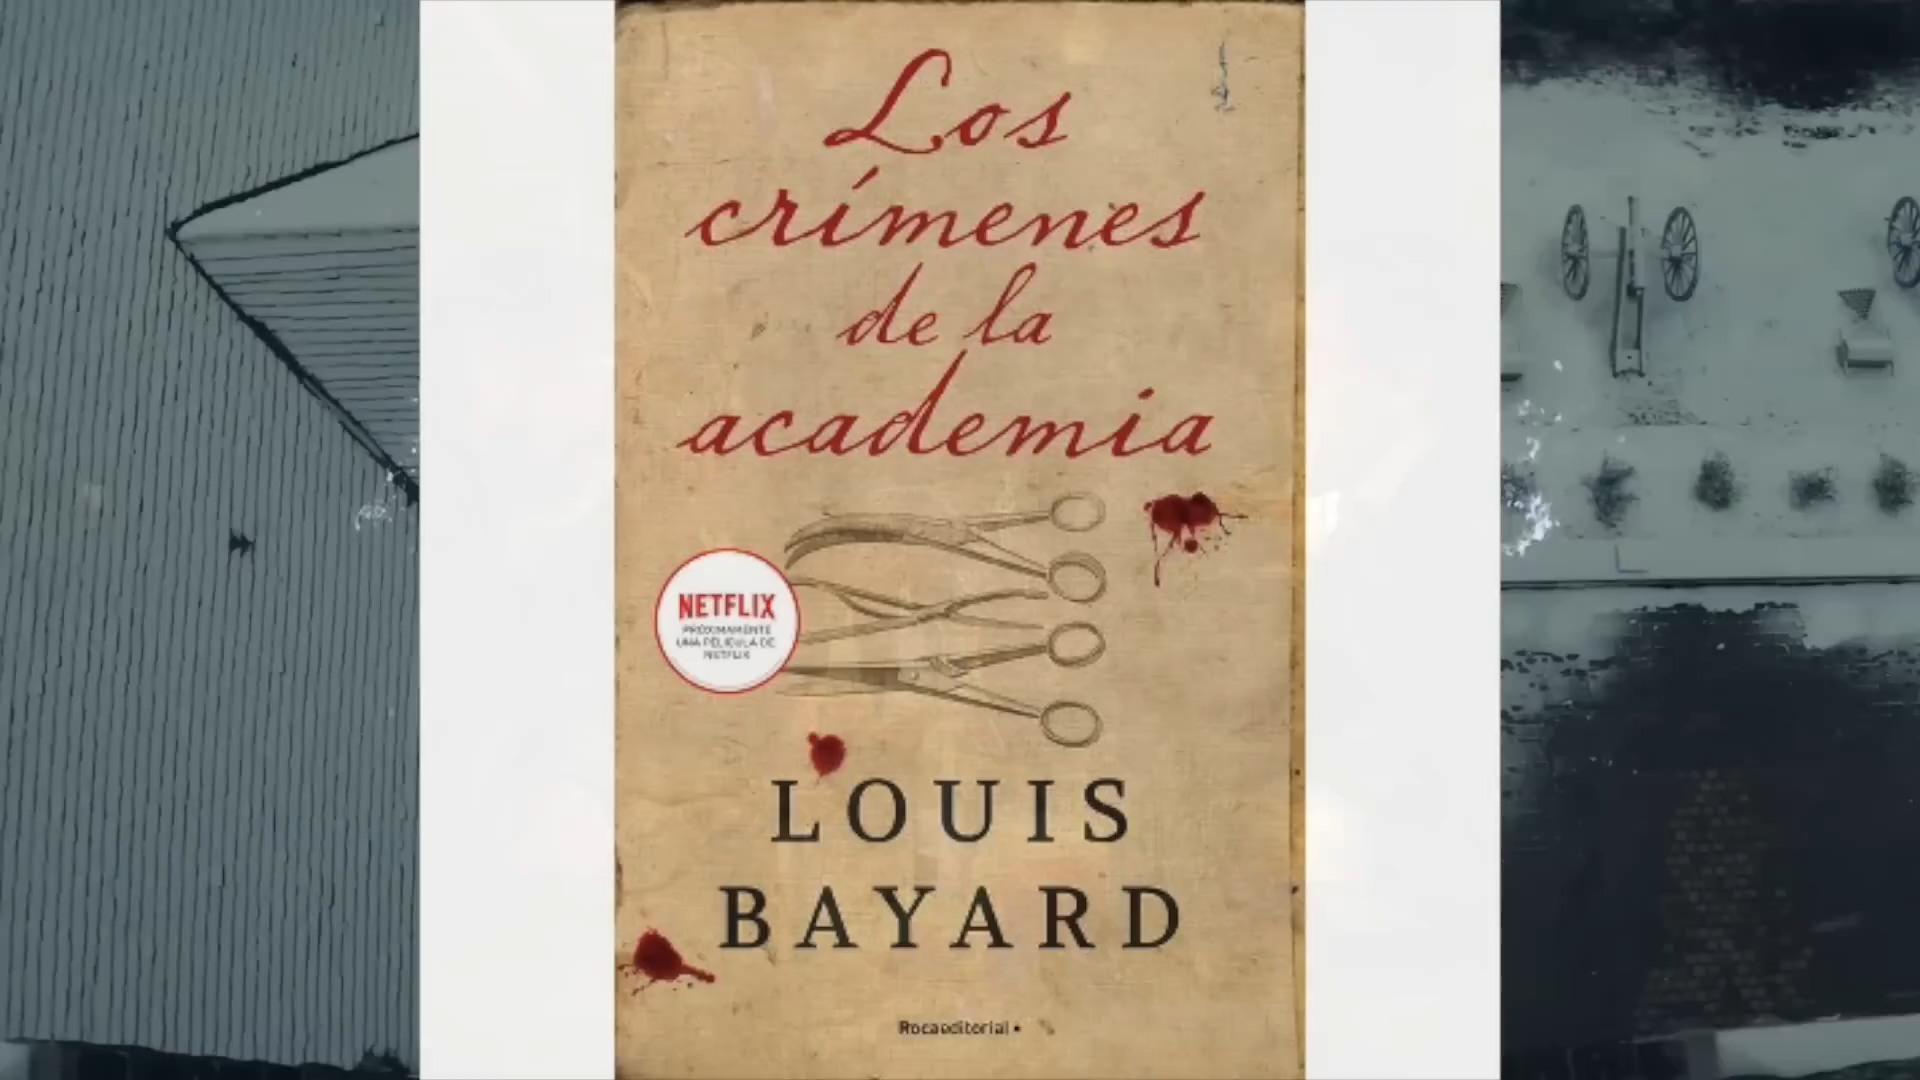 Los
crímenes
de la
academia
NETFLIX
PRÓXIMAMENTE
UNA PELÍCULA DE
NETFLIX
LOUIS
BAYARD
Rocaeditorial